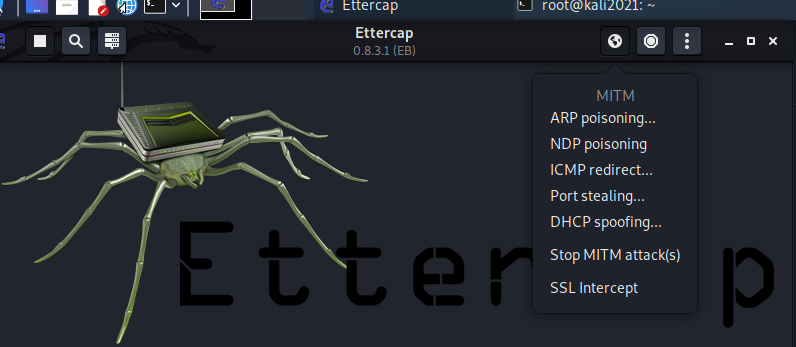 Ettercap
root@kali2021: ~
Ettercap
0.8.3.1 (EB)
MITM
ARP poisoning...
NDP poisoning
ICMP redirect...
Port stealing...
DHCP spoofing...
Stop MITM attack(s)
SSL Intercept